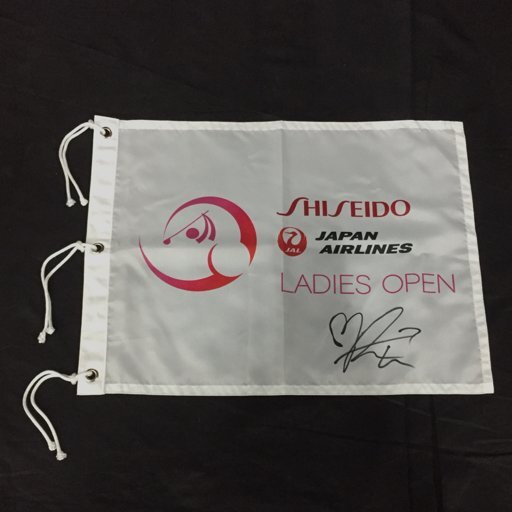 SHISEIDO
JAL
JAPAN
AIRLINES
LADIES OPEN